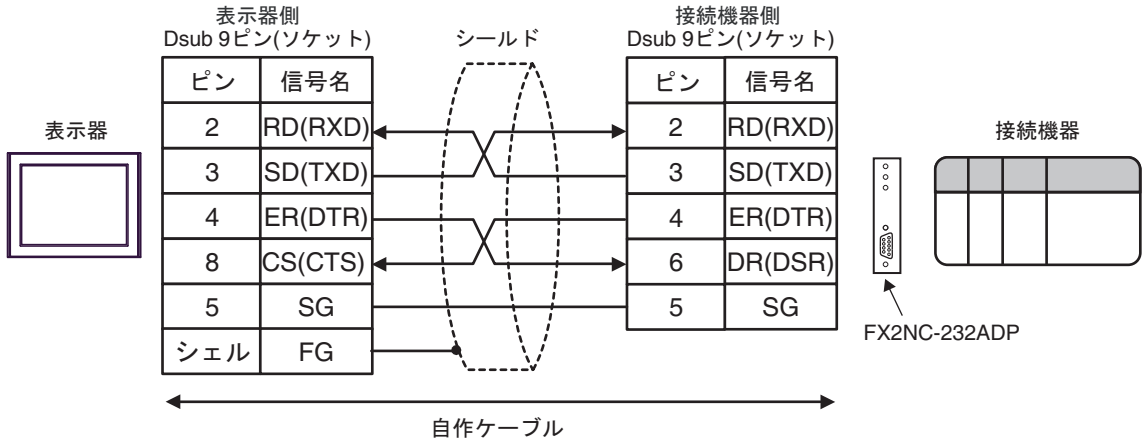 表示器側
Dsub 9ピン(ソケット)
シールド
接続機器側
Dsub 9ピン(ソケット)
ピン 信号名
2 RD(RXD)
3 SD(TXD)
4 ER(DTR)
8 CS(CTS)
5 SG
シェル FG
ピン 信号名
2 RD(RXD)
3 SD(TXD)
4 ER(DTR)
6 DR(DSR)
5 SG
表示器
接続機器
FX2NC-232ADP
自作ケーブル